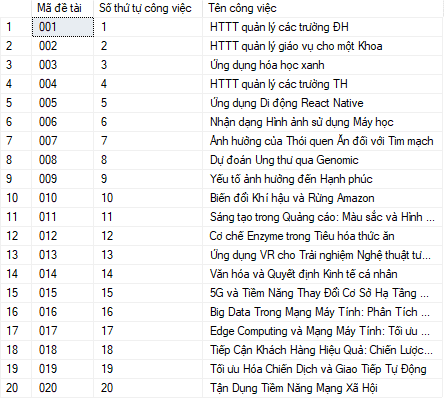 Mã đề tài Số thứ tự công việc Tên công việc
1 001 1 HTTT quản lý các trường ĐH
2 002 2 HTTT quản lý giáo vụ cho một Khoa
3 003 3 Ứng dụng hóa học xanh
4 004 4 HTTT quản lý các trường TH
5 005 5 Ứng dụng Di động React Native
6 006 6 Nhận dạng Hình ảnh sử dụng Máy học
7 007 7 Ảnh hưởng của Thói quen Ăn đối với Tim mạch
8 008 8 Dự đoán Ung thư qua Genomic
9 009 9 Yếu tố ảnh hưởng đến Hạnh phúc
10 010 10 Biến đổi Khí hậu và Rừng Amazon
11 011 11 Sáng tạo trong Quảng cáo: Màu sắc và Hình ...
12 012 12 Cơ chế Enzyme trong Tiêu hóa thức ăn
13 013 13 Ứng dụng VR cho Trải nghiệm Nghệ thuật tư...
14 014 14 Văn hóa và Quyết định Kinh tế cá nhân
15 015 15 5G và Tiềm Năng Thay Đổi Cơ Sở Hạ Tầng ...
16 016 16 Big Data Trong Mạng Máy Tính: Phân Tích ...
17 017 17 Edge Computing và Mạng Máy Tính: Tối ưu ...
18 018 18 Tiếp Cận Khách Hàng Hiệu Quả: Chiến Lược...
19 019 19 Tối ưu Hóa Chiến Dịch và Giao Tiếp Tự Động
20 020 20 Tận Dụng Tiềm Năng Mạng Xã Hội